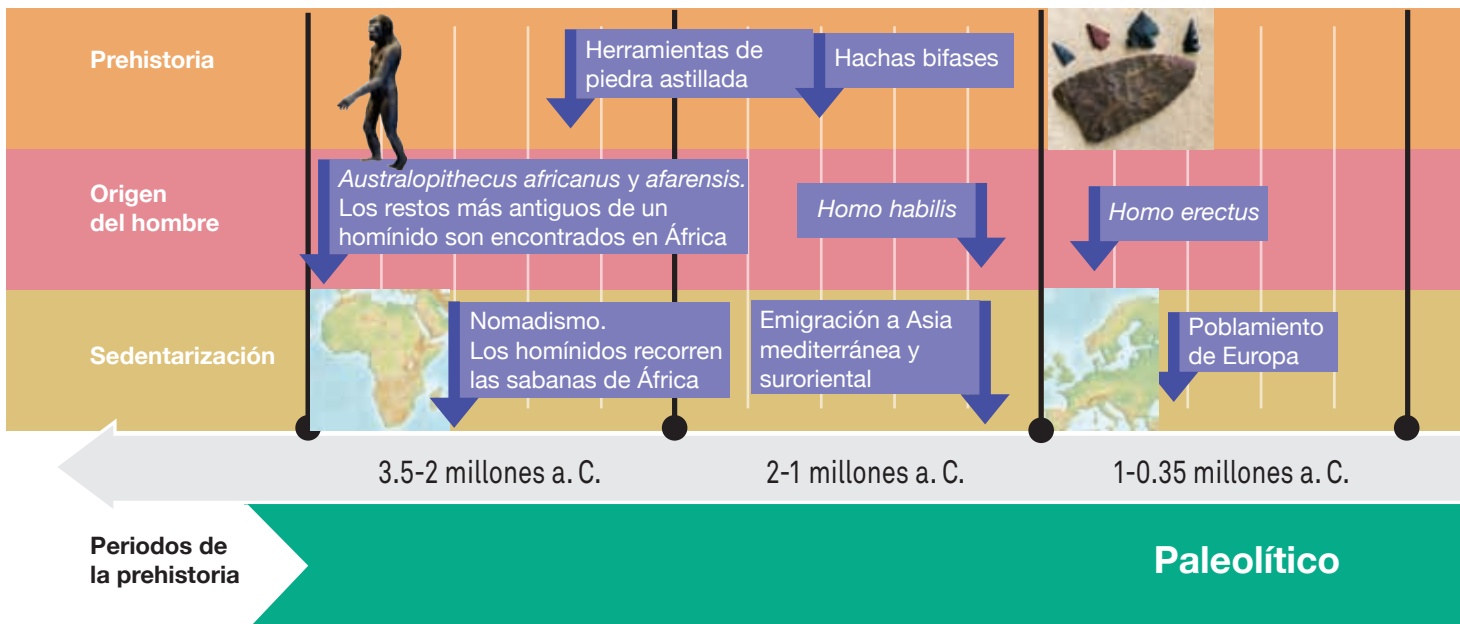 Prehistoria
Herramientas de
piedra astillada
Hachas bifases
Origen
del hombre
Australopithecus africanus y afarensis.
Los restos más antiguos de un
homínido son encontrados en África
Homo habilis
Homo erectus
Sedentarización
Nomadismo.
Los homínidos recorren
las sabanas de África
Emigración a Asia
mediterránea y
suroriental
Poblamiento
de Europa
3.5-2 millones a. C.
2-1 millones a. C.
1-0.35 millones a. C.
Periodos de
la prehistoria
Paleolítico